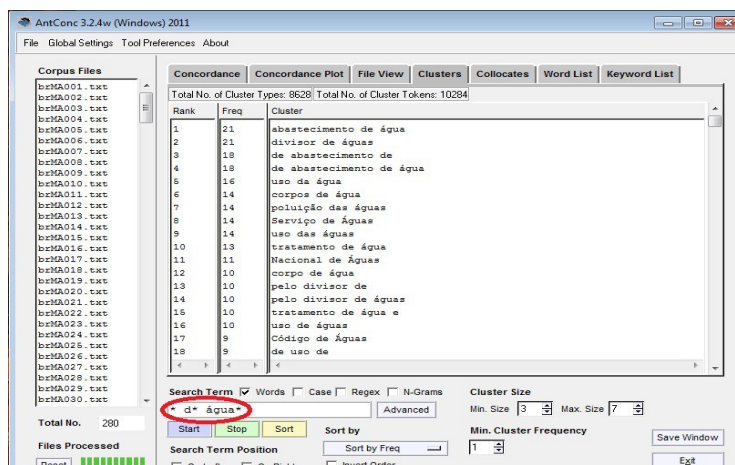 AntConc 3.2.4w (Windows) 2011
File Global Settings Tool Preferences About
Corpus Files
brMA001.txt
brMA002.txt
brMA003.txt
brMA004.txt
brMA005.txt
brMA006.txt
brMA007.txt
brMA008.txt
brMA009.txt
brMA010.txt
brMA011.txt
brMA012.txt
brMA013.txt
brMA014.txt
brMA015.txt
brMA016.txt
brMA017.txt
brMA018.txt
brMA019.txt
brMA020.txt
brMA021.txt
brMA022.txt
brMA023.txt
brMA024.txt
brMA025.txt
brMA026.txt
brMA027.txt
brMA028.txt
brMA029.txt
brMA030.txt
Total No. 280
Files Processed
Reset
Concordance Concordance Plot File View Clusters Collocates Word List Keyword List
Total No. of Cluster Types: 8628 Total No. of Cluster Tokens: 10284
Rank Freq Cluster
1 21 abastecimento de água
2 21 divisor de águas
3 18 de abastecimento de
4 18 de abastecimento de água
5 16 uso da água
6 14 corpos de água
7 14 poluição das águas
8 14 Serviço de Águas
9 14 uso das águas
10 13 tratamento de água
11 11 Nacional de Águas
12 10 corpo de água
13 10 pelo divisor de
14 10 pelo divisor de águas
15 10 tratamento de água e
16 10 uso de águas
17 9 Código de Águas
18 9 de uso de
Search Term Words Case Regex N-Grams Cluster Size
* d* água* Advanced Min. Size 3 Max. Size 7
Start Stop Sort Sort by Min. Cluster Frequency
Search Term Position Sort by Freq 1 Save Window
Invert Order Exit